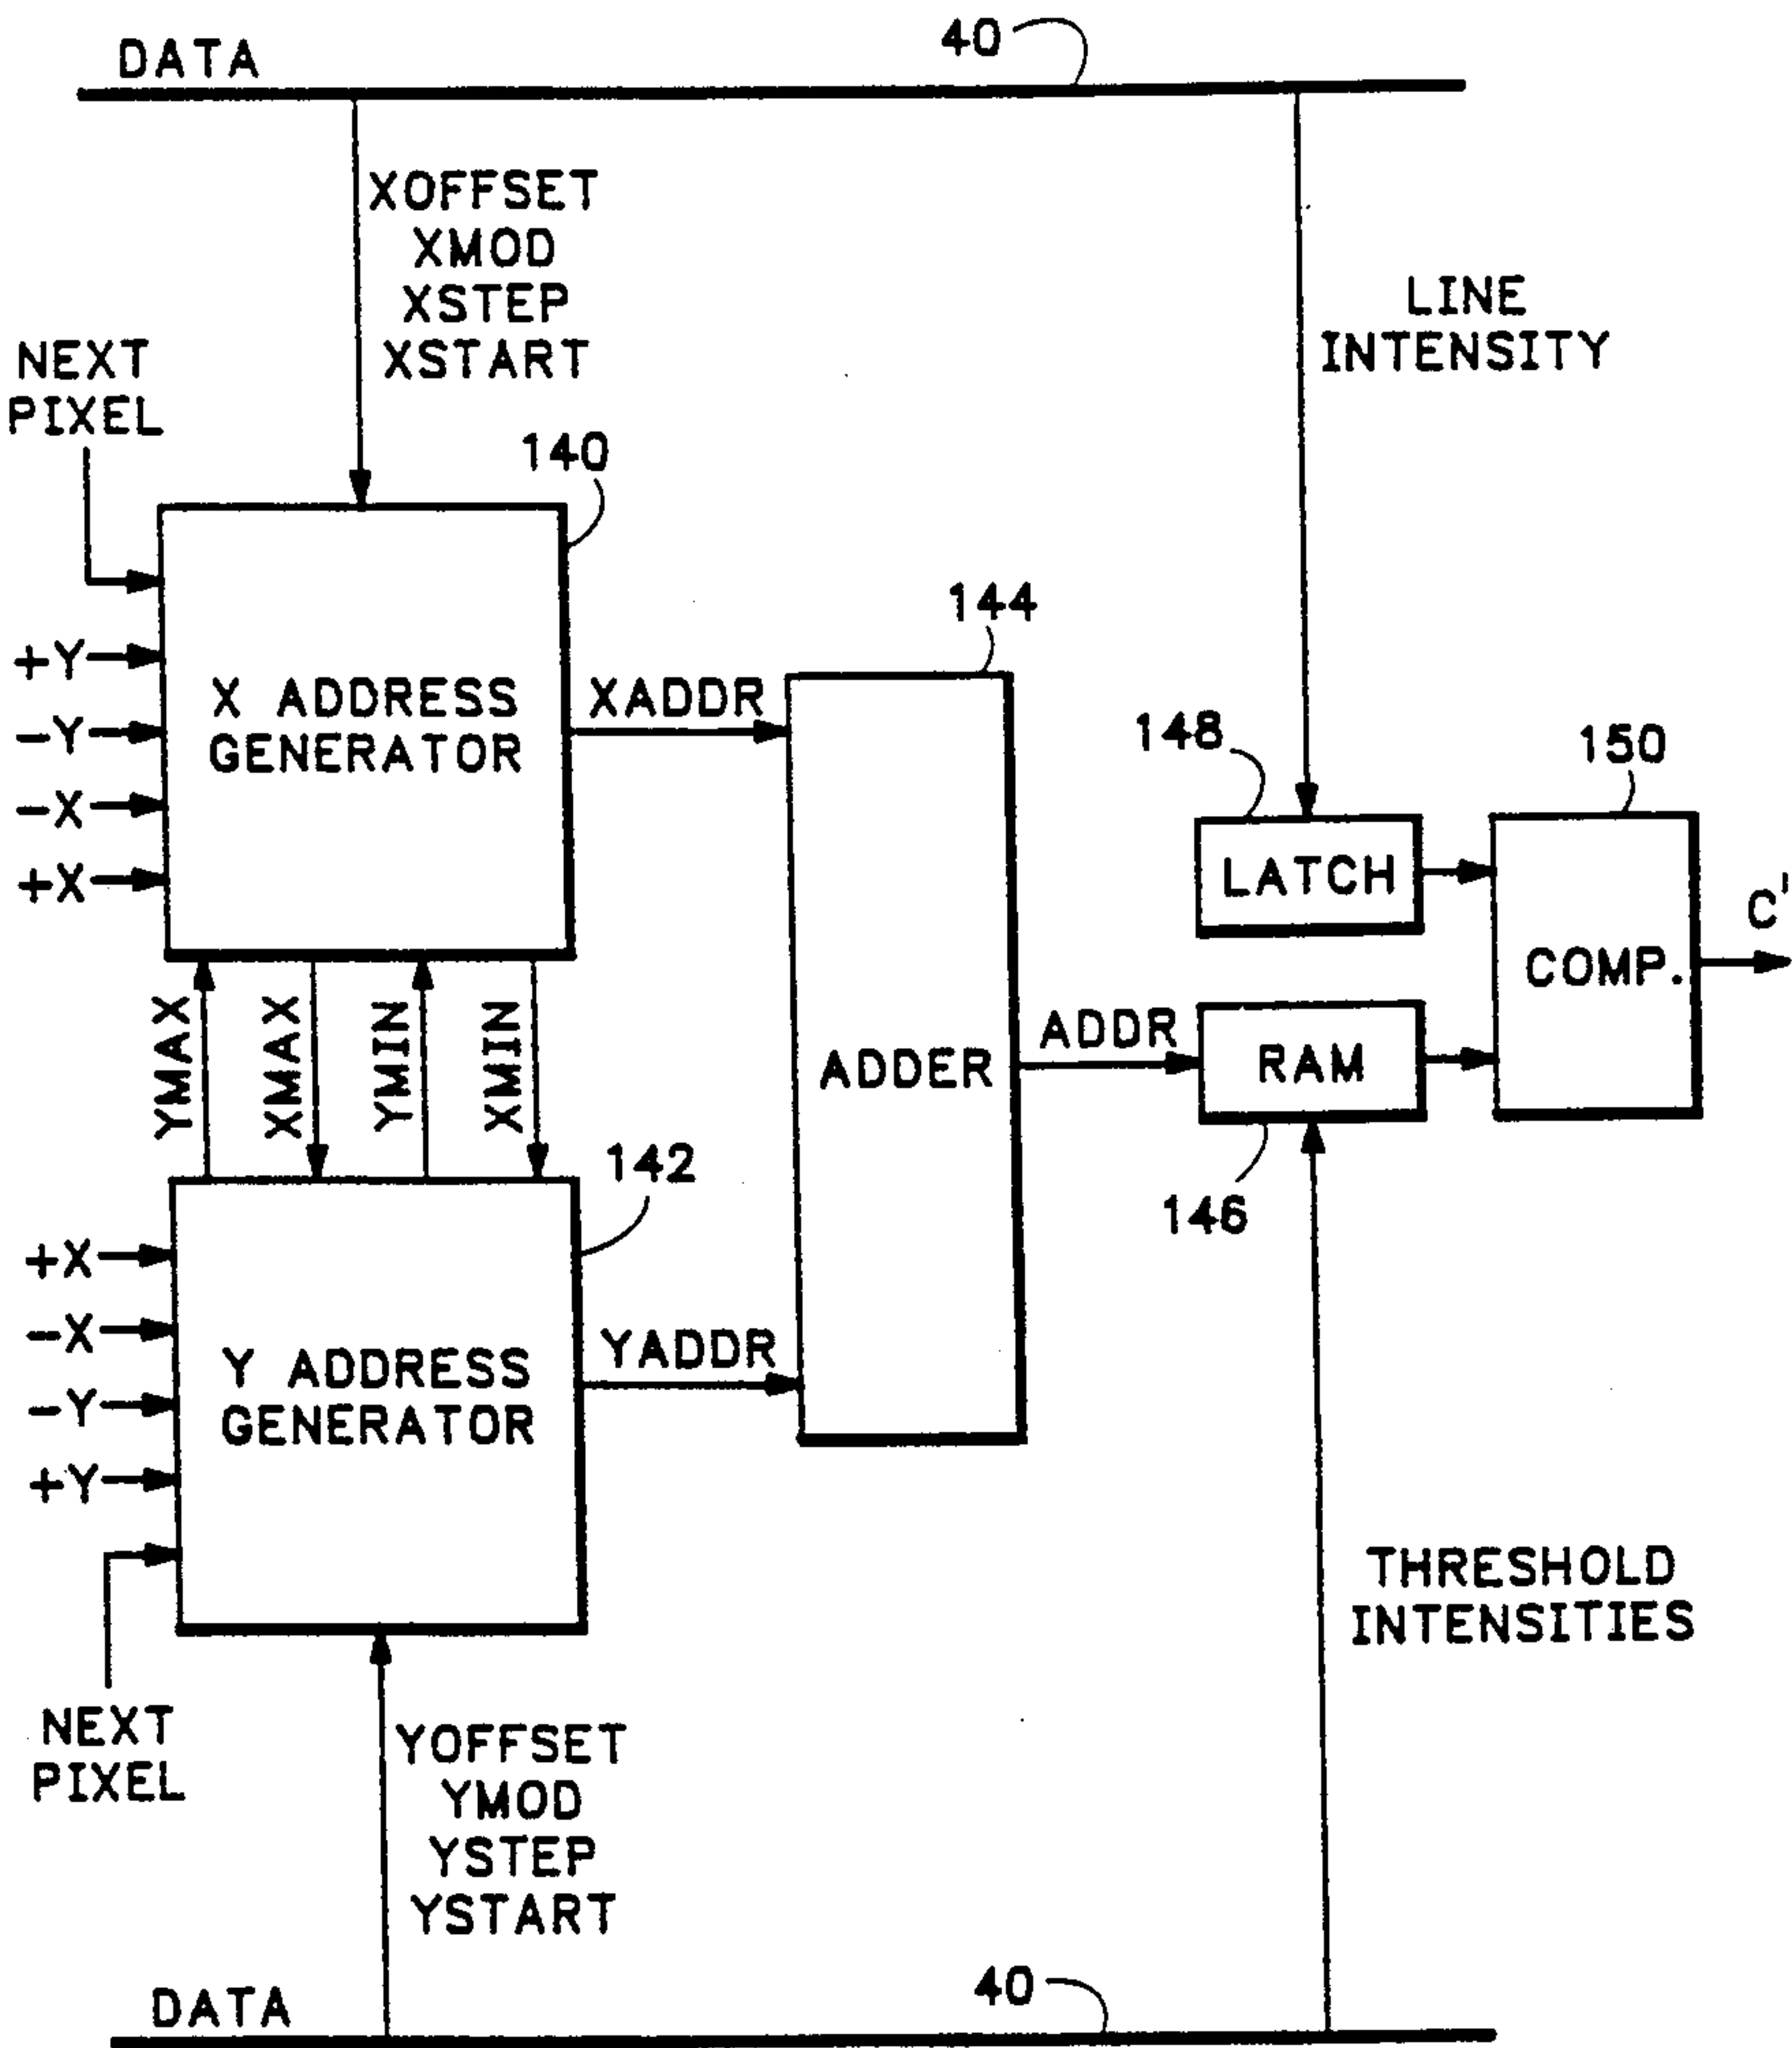 DATA
40
XOFFSET
XMOD
XSTEP
XSTART
LINE
INTENSITY
NEXT
PIXEL
140
+Y
-Y
-X
+X
X ADDRESS
GENERATOR
XADDR
144
148
150
LATCH
COMP.
C'
YMAX
XMAX
YMIN
XMIN
ADDER
ADDR
RAM
146
142
+X
-X
-Y
+Y
Y ADDRESS
GENERATOR
YADDR
THRESHOLD
INTENSITIES
NEXT
PIXEL
YOFFSET
YMOD
YSTEP
YSTART
DATA
40